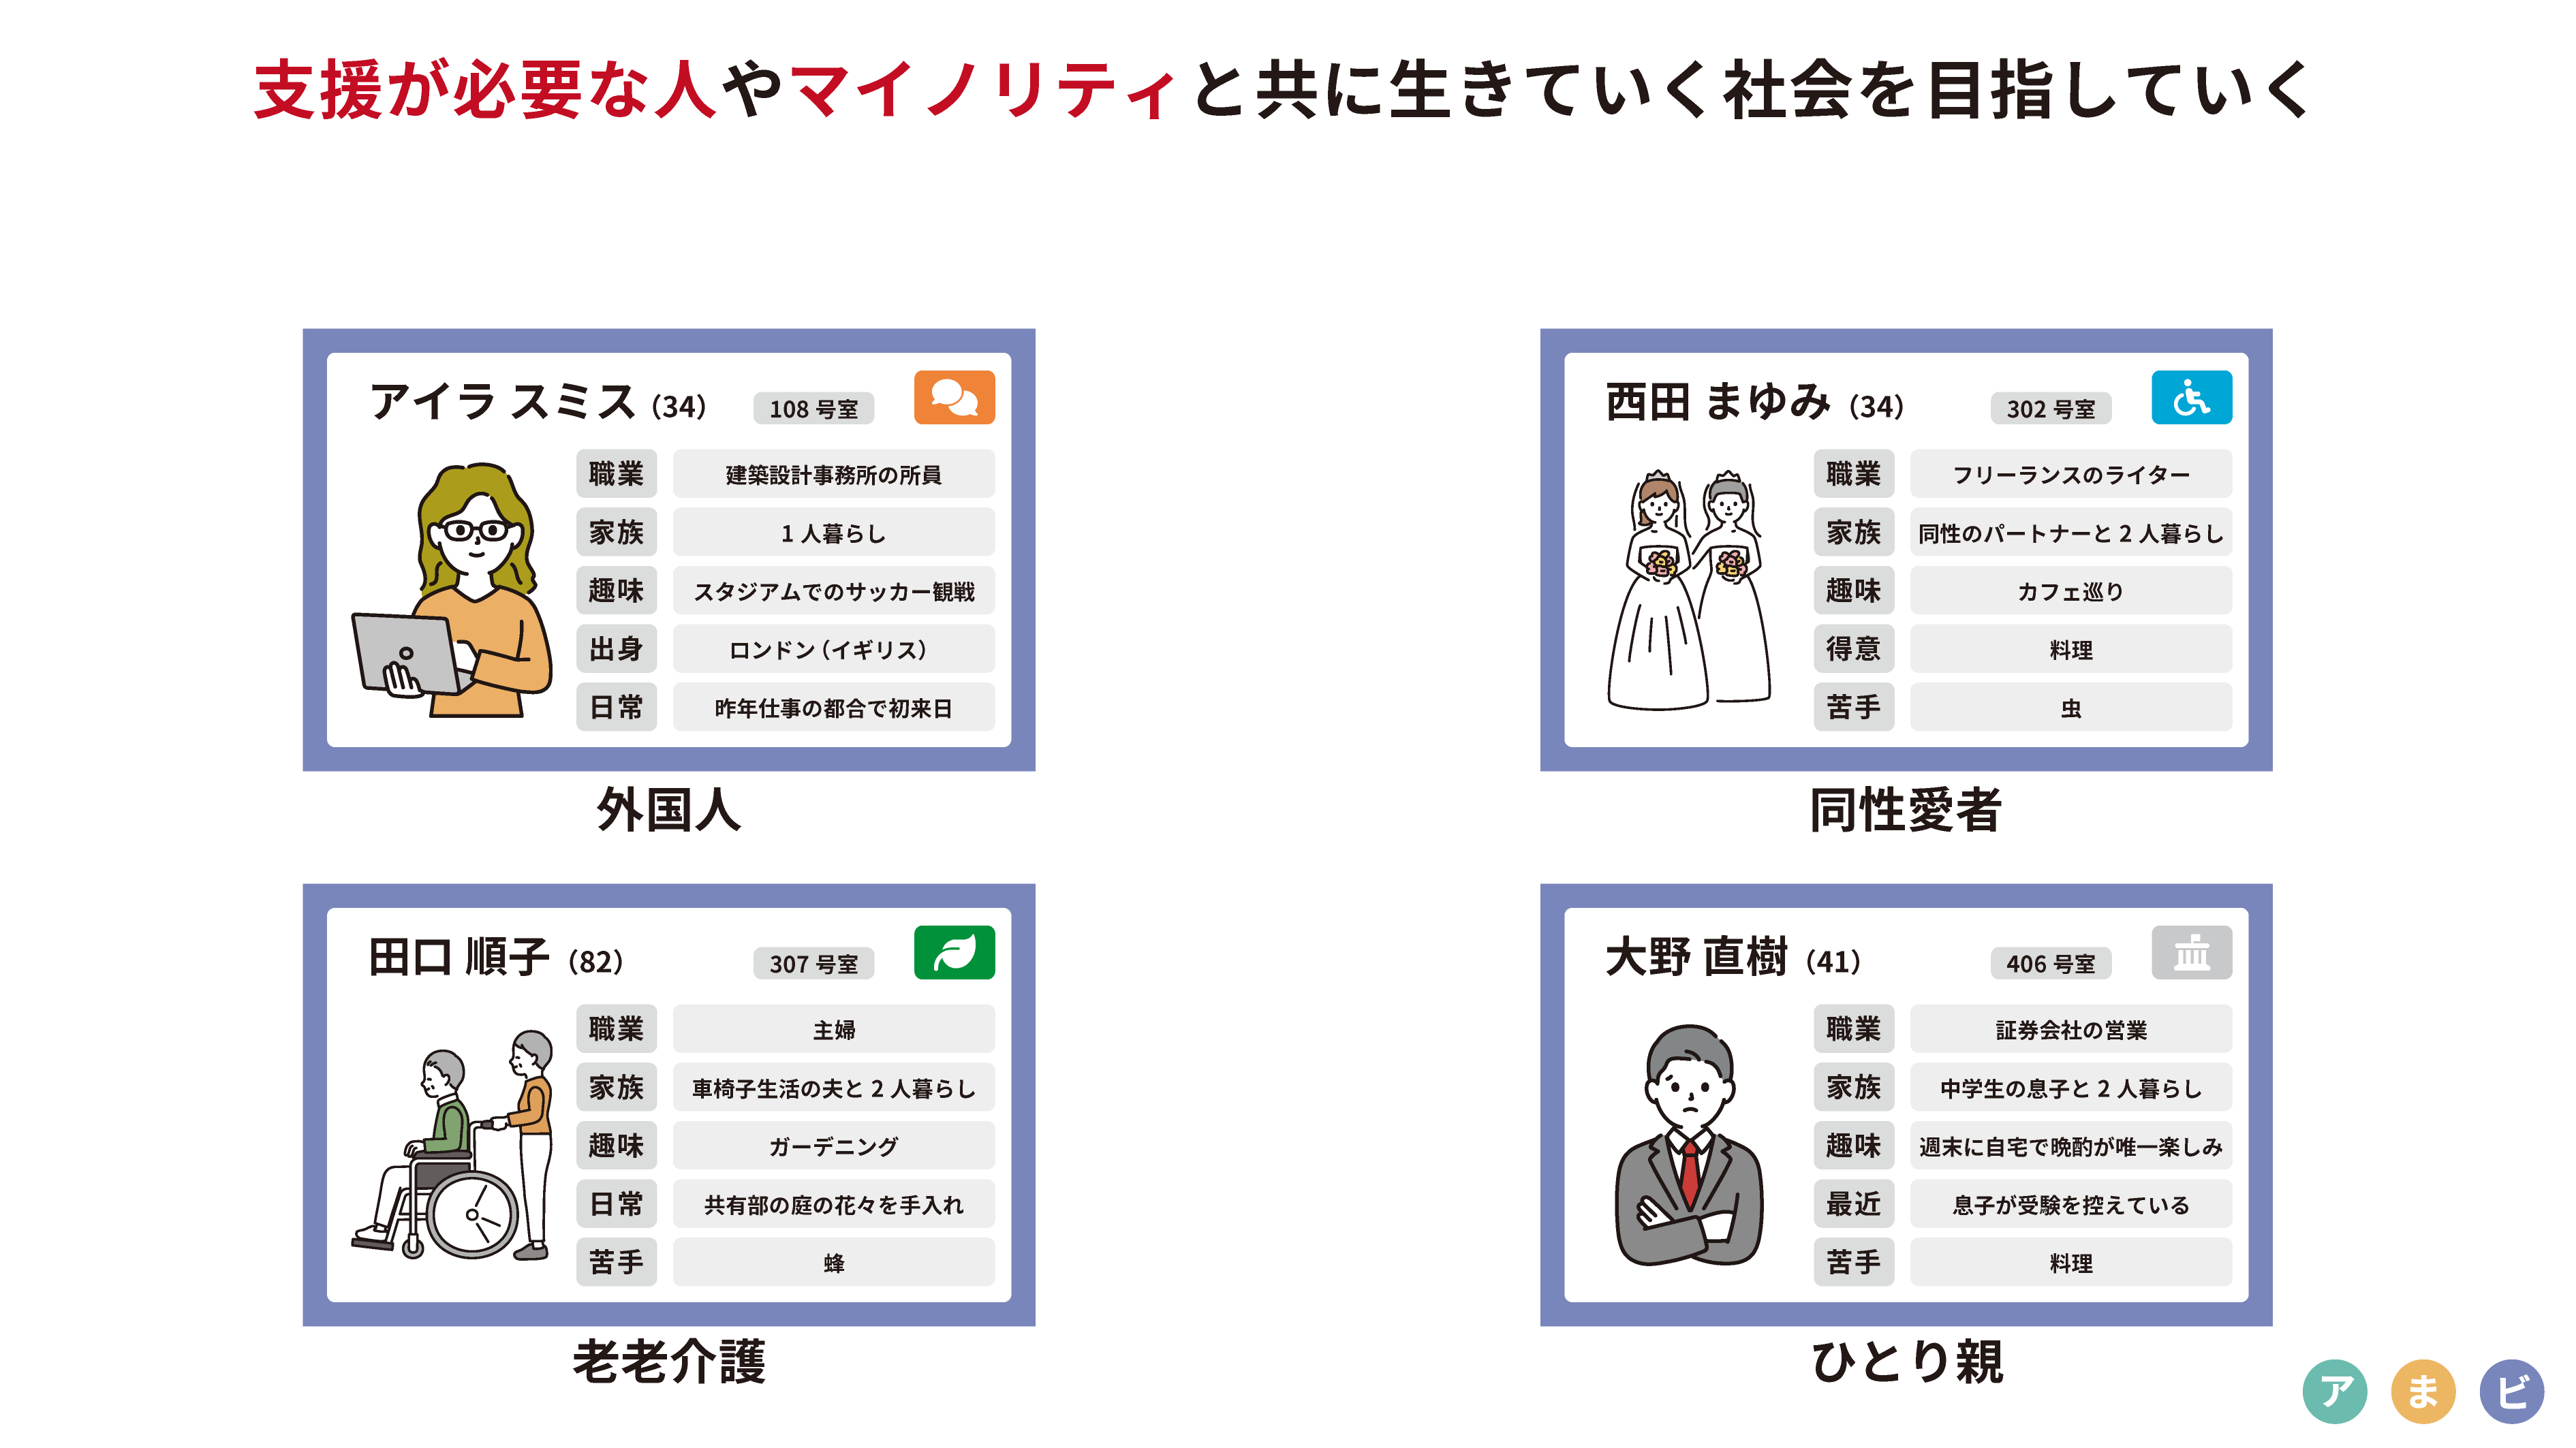 支援が必要な人やマイノリティと共に生きていく社会を目指していく
アイラ スミス（34） 108 号室
職業 建築設計事務所の所員
家族 1 人暮らし
趣味 スタジアムでのサッカー観戦
出身 ロンドン（イギリス）
日常 昨年仕事の都合で初来日
外国人
西田 まゆみ（34） 302 号室
職業 フリーランスのライター
家族 同性のパートナーと 2 人暮らし
趣味 カフェ巡り
得意 料理
苦手 虫
同性愛者
田口 順子（82） 307 号室
職業 主婦
家族 車椅子生活の夫と 2 人暮らし
趣味 ガーデニング
日常 共有部の庭の花々を手入れ
苦手 蜂
老老介護
大野 直樹（41） 406 号室
職業 証券会社の営業
家族 中学生の息子と 2 人暮らし
趣味 週末に自宅で晩酌が唯一楽しみ
最近 息子が受験を控えている
苦手 料理
ひとり親
ア ま ビ